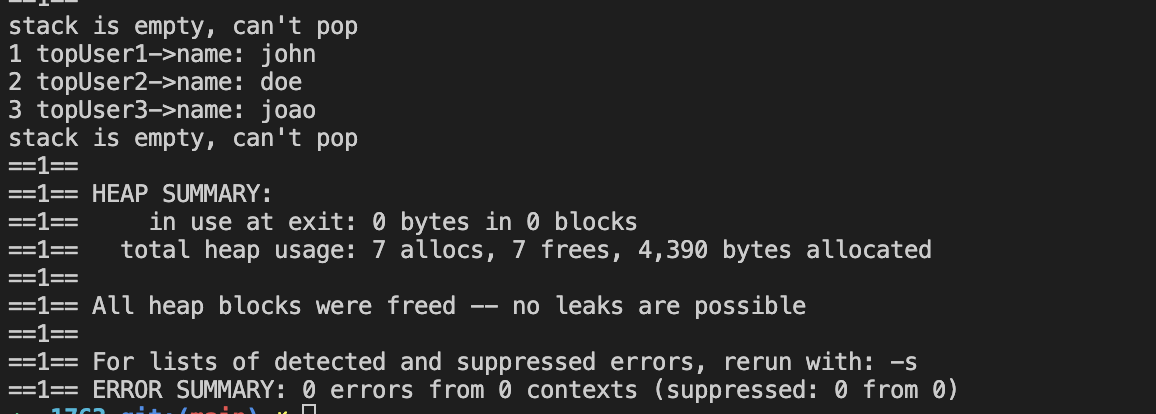 ==1==
stack is empty, can't pop
1 topUser1->name: john
2 topUser2->name: doe
3 topUser3->name: joao
stack is empty, can't pop
==1==
==1== HEAP SUMMARY:
==1==     in use at exit: 0 bytes in 0 blocks
==1==   total heap usage: 7 allocs, 7 frees, 4,390 bytes allocated
==1==
==1== All heap blocks were freed -- no leaks are possible
==1==
==1== For lists of detected and suppressed errors, rerun with: -s
==1== ERROR SUMMARY: 0 errors from 0 contexts (suppressed: 0 from 0)
1763 git:(main)